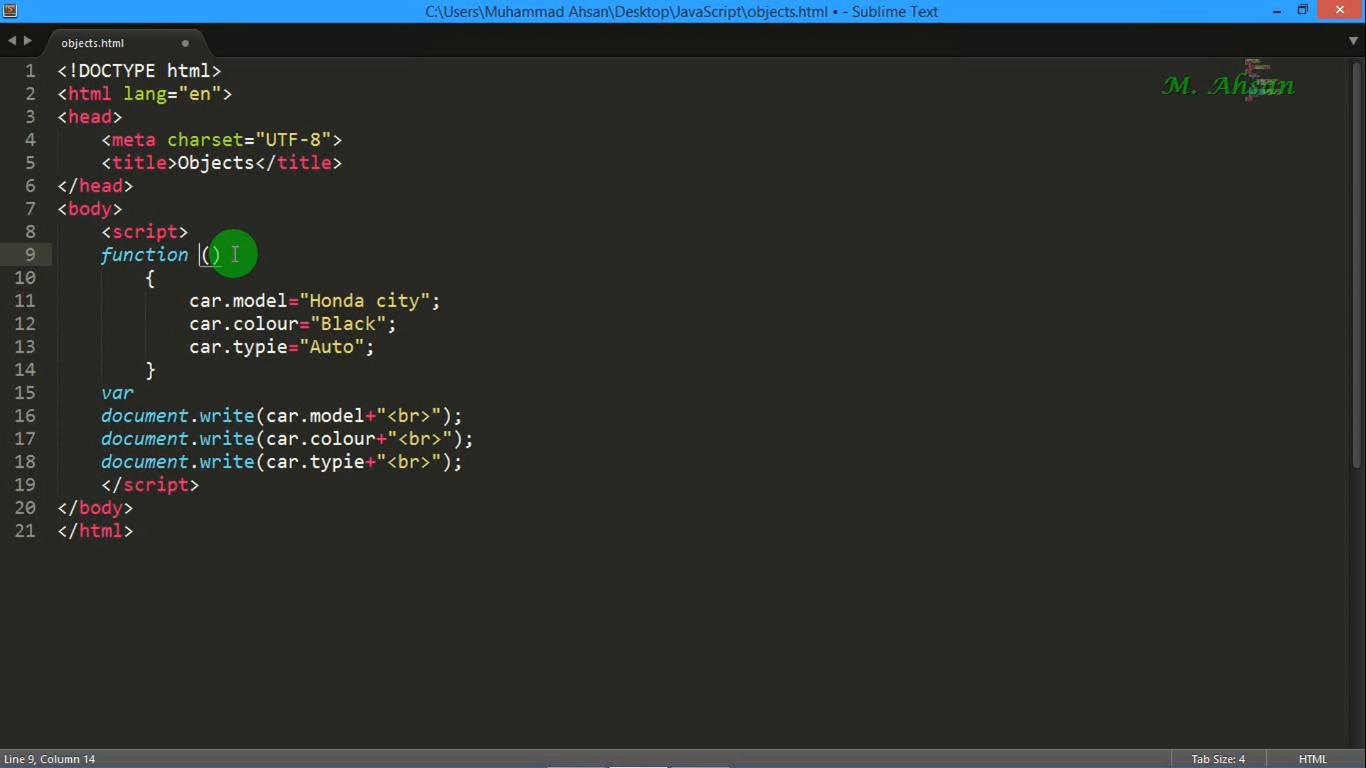 C:\Users\Muhammad Ahsan\Desktop\JavaScript\objects.html • - Sublime Text
objects.html
M. Ahsan
1 <!DOCTYPE html>
2 <html lang="en">
3 <head>
4 <meta charset="UTF-8">
5 <title>Objects</title>
6 </head>
7 <body>
8 <script>
9 function ()
10 {
11 car.model="Honda city";
12 car.colour="Black";
13 car.typie="Auto";
14 }
15 var
16 document.write(car.model+"<br>");
17 document.write(car.colour+"<br>");
18 document.write(car.typie+"<br>");
19 </script>
20 </body>
21 </html>
Line 9, Column 14
Tab Size: 4
HTML